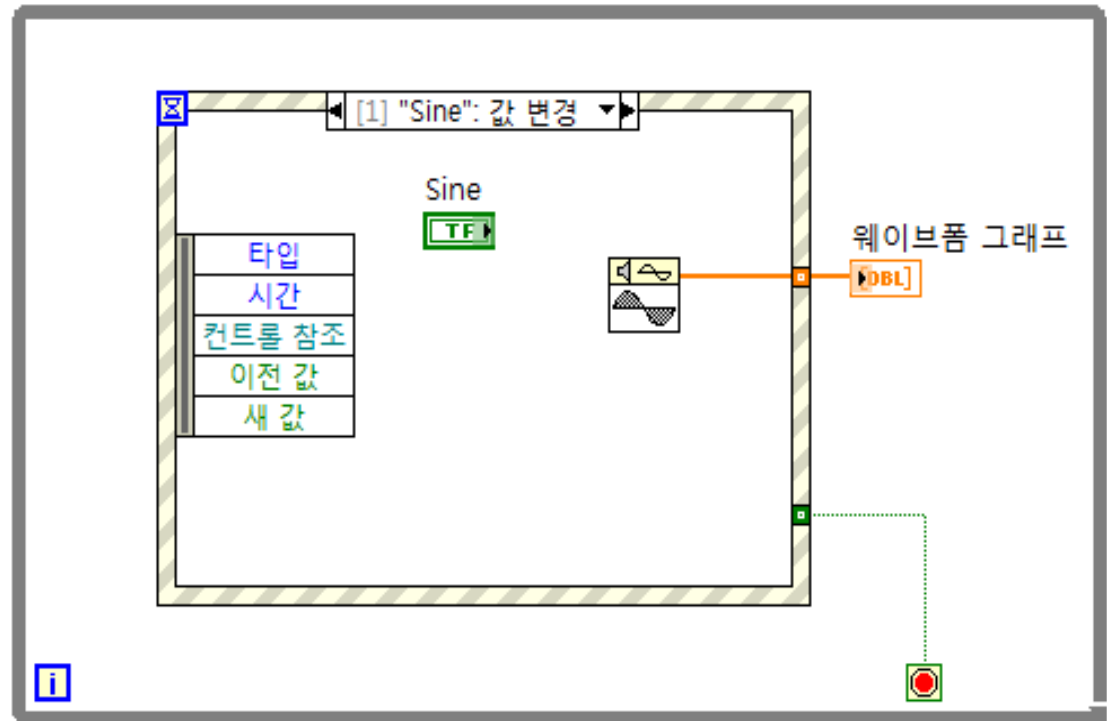 [1] "Sine": 값 변경
Sine
TF
타입
시간
컨트롤 참조
이전 값
새 값
웨이브폼 그래프
[DBL]
i